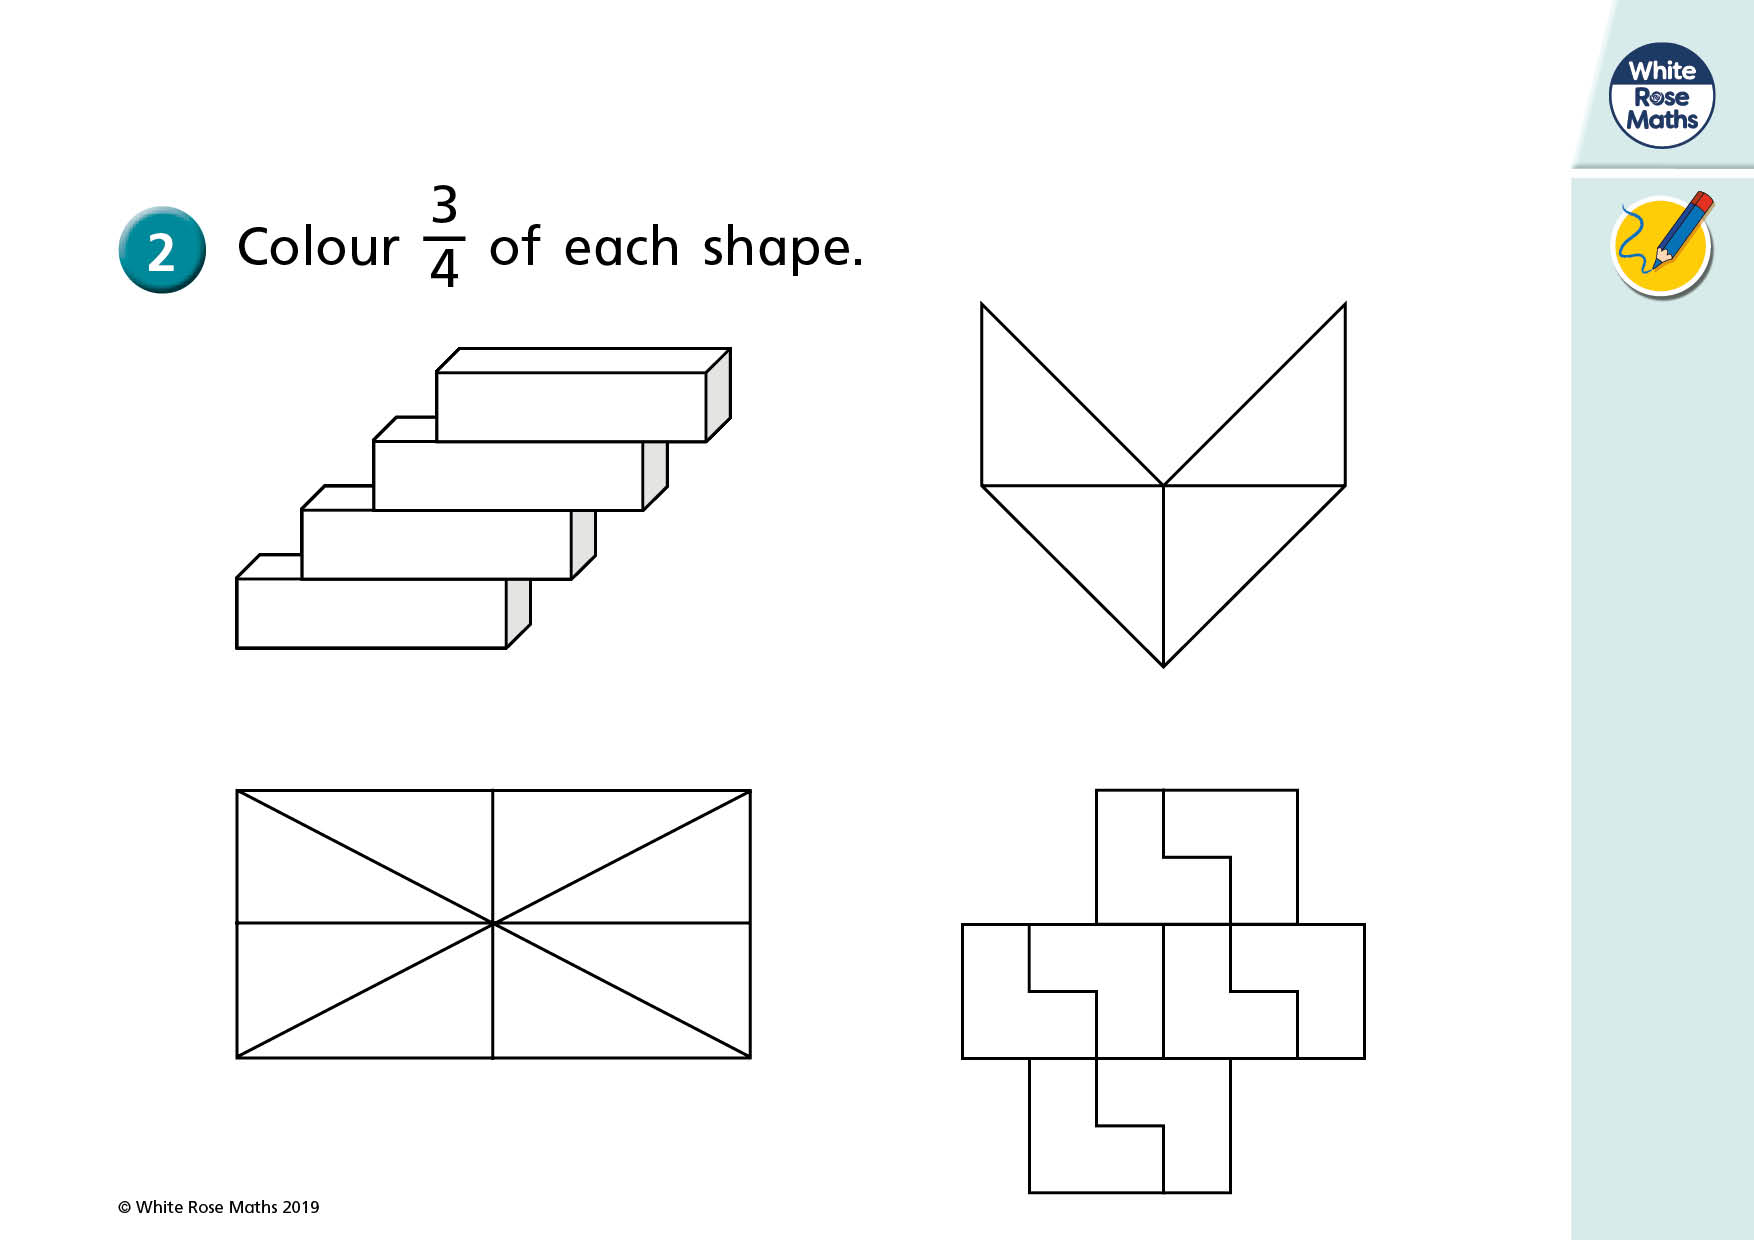 White
Rose
Maths
2 Colour 3/4 of each shape.
© White Rose Maths 2019